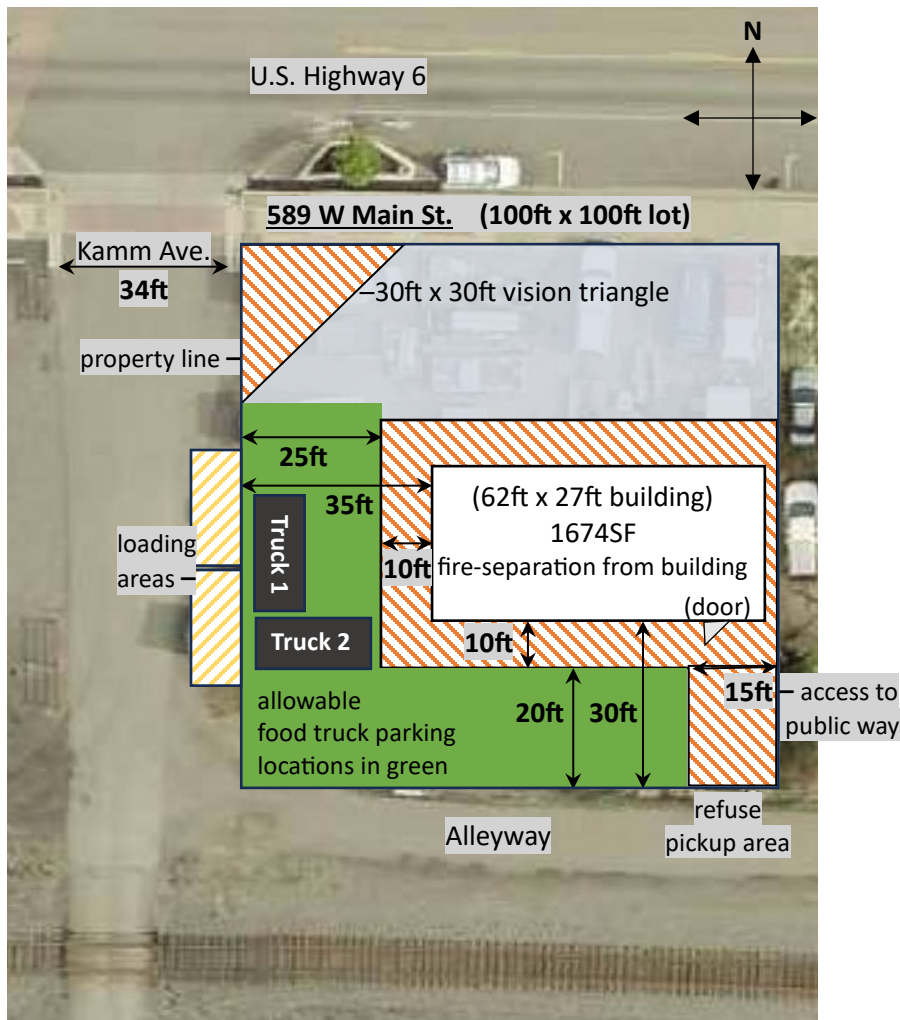 N
U.S. Highway 6
589 W Main St. (100ft x 100ft lot)
Kamm Ave.
34ft
–30ft x 30ft vision triangle
property line –
25ft
35ft
(62ft x 27ft building)
1674SF
fire-separation from building
10ft
(door)
loading
areas –
Truck 1
Truck 2
10ft
15ft – access to
public way
20ft 30ft
allowable
food truck parking
locations in green
refuse
pickup area
Alleyway